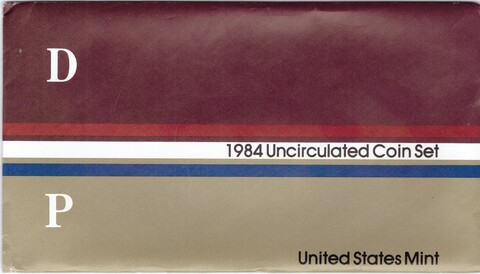 D
1984 Uncirculated Coin Set
P
United States Mint